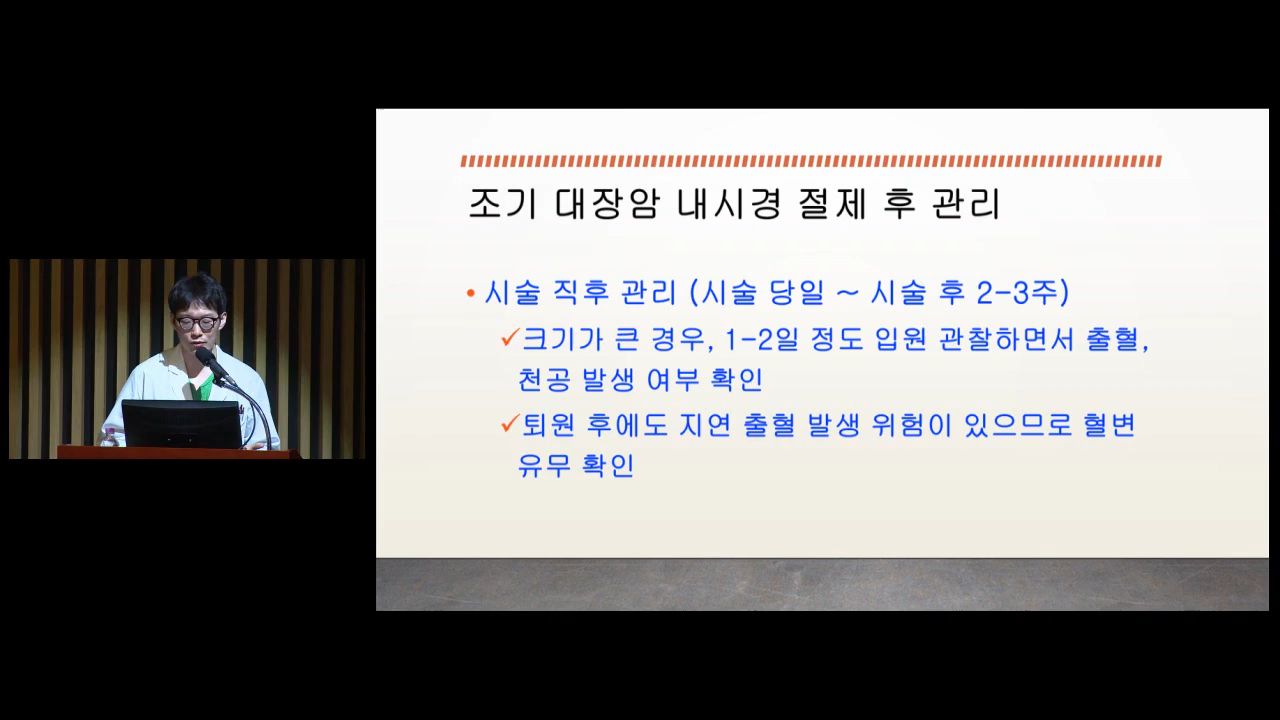 조기 대장암 내시경 절제 후 관리
• 시술 직후 관리 (시술 당일 ~ 시술 후 2-3주)
✓크기가 큰 경우, 1-2일 정도 입원 관찰하면서 출혈,
천공 발생 여부 확인
✓퇴원 후에도 지연 출혈 발생 위험이 있으므로 혈변
유무 확인